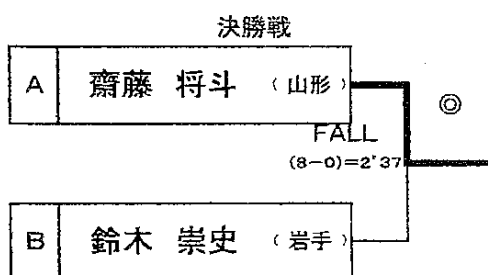 決勝戦
A 齋藤 将斗 （山形）
◎
FALL
(8-0)=2'37
B 鈴木 崇史 （岩手）